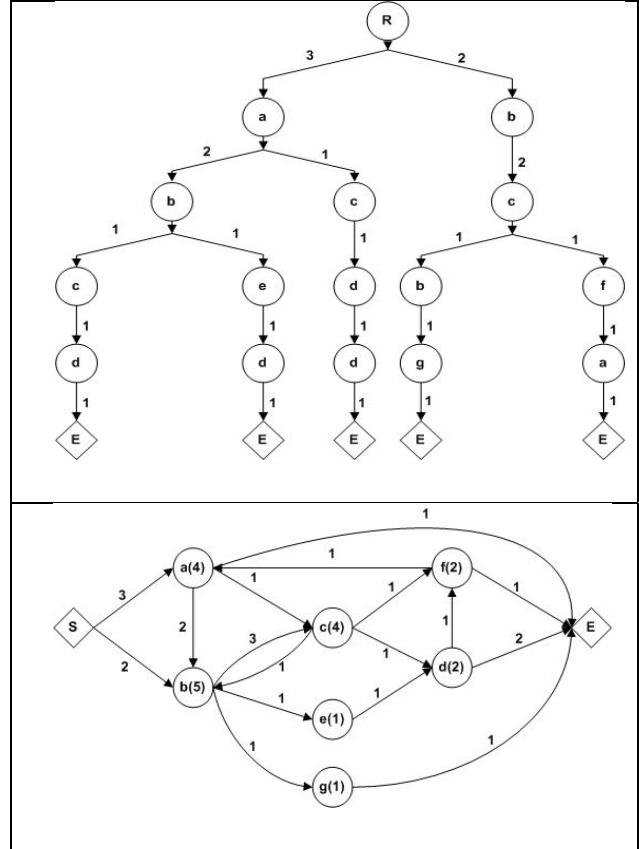 R
3 2
a b
2 1 2
b c c
1 1 1 1 1
c e d b f
1 1 1 1 1
d d d g a
1 1 1 1 1
E E E E E
1
a(4) 1 f(2)
3 1 1 1
S 2 3 c(4) 1 E
2 1 1 2
b(5) d(2)
1 1
e(1)
1 1
g(1)